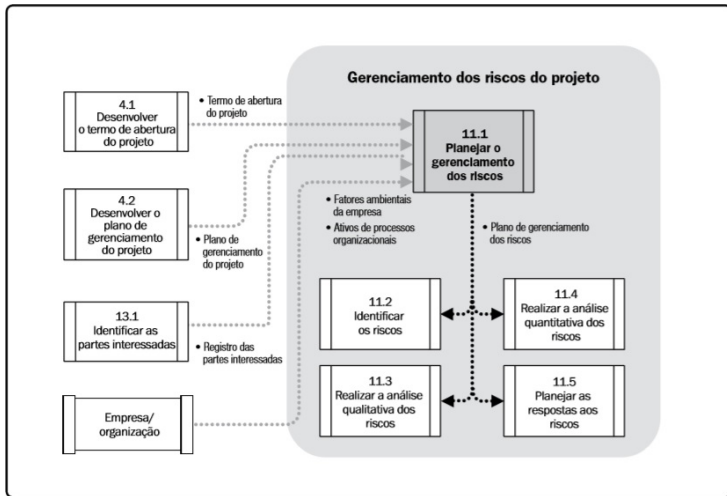 Gerenciamento dos riscos do projeto
4.1
Desenvolver
o termo de abertura
do projeto
• Termo de abertura
do projeto
11.1
Planejar o
gerenciamento
dos riscos
4.2
Desenvolver o
plano de
gerenciamento
do projeto
• Plano de
gerenciamento
do projeto
• Fatores ambientais
da empresa
• Ativos de processos
organizacionais
• Plano de gerenciamento
dos riscos
13.1
Identificar as
partes interessadas
• Registro das
partes interessadas
11.2
Identificar
os riscos
11.4
Realizar a análise
quantitativa dos
riscos
Empresa/
organização
11.3
Realizar a análise
qualitativa dos
riscos
11.5
Planejar as
respostas aos
riscos